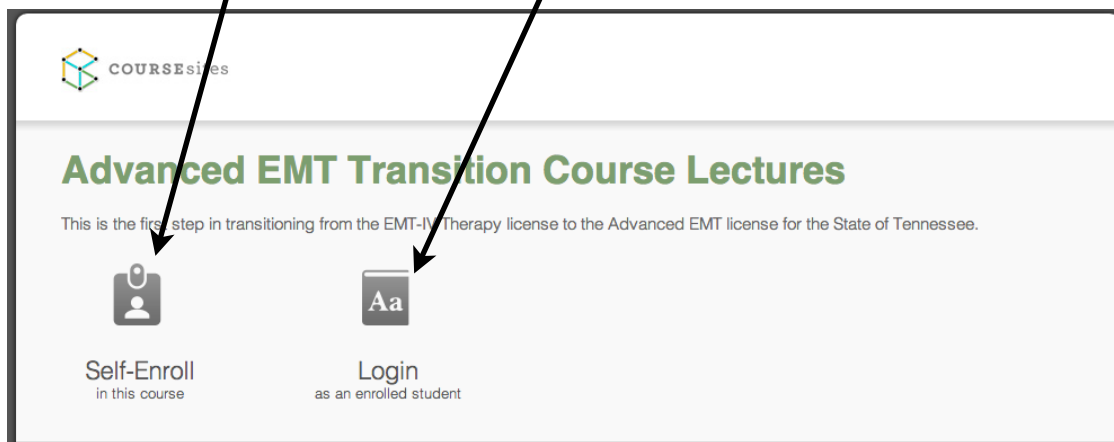 COURSEsites
Advanced EMT Transition Course Lectures
This is the first step in transitioning from the EMT-IV Therapy license to the Advanced EMT license for the State of Tennessee.
Aa
Self-Enroll
in this course
Login
as an enrolled student